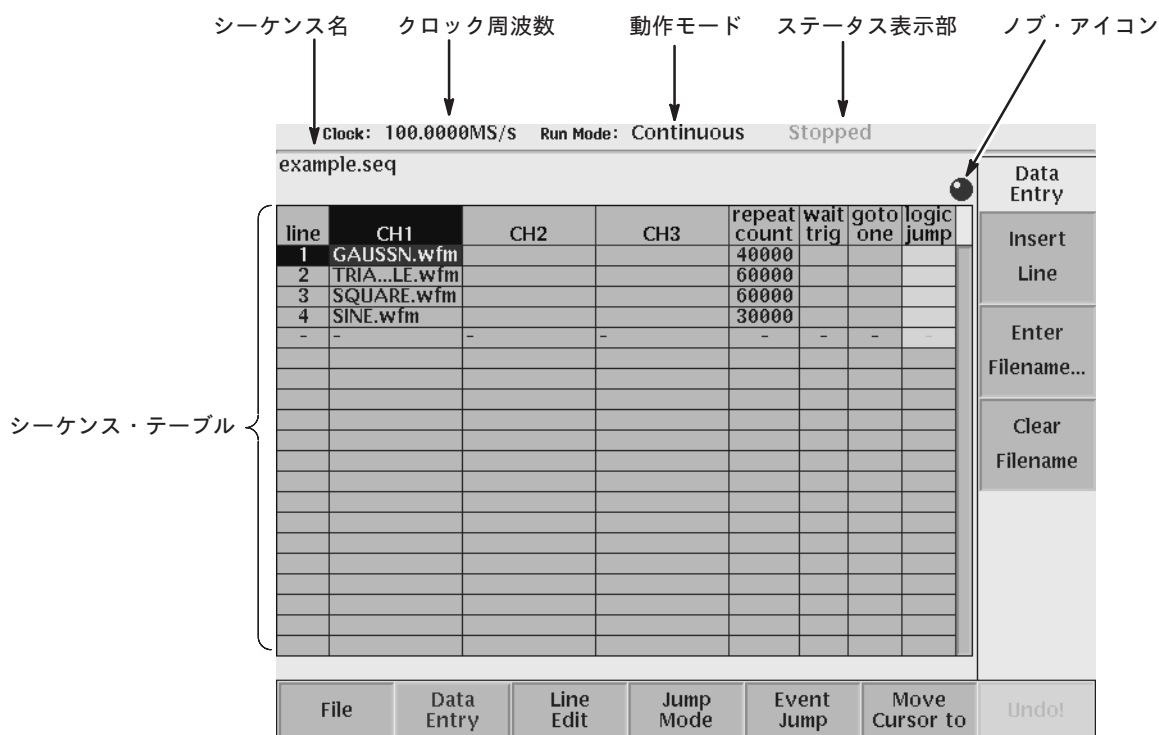 シーケンス名 クロック周波数 動作モード ステータス表示部 ノブ・アイコン
Clock: 100.0000MS/s Run Mode: Continuous Stopped
example.seq
Data
Entry
line CH1 CH2 CH3 repeat count wait trig goto one logic jump
1 GAUSSN.wfm 40000
2 TRIA...LE.wfm 60000
3 SQUARE.wfm 60000
4 SINE.wfm 30000
- - - - - - - -
Insert
Line
Enter
Filename...
Clear
Filename
シーケンス・テーブル
File
Data
Entry
Line
Edit
Jump
Mode
Event
Jump
Move
Cursor to
Undo!